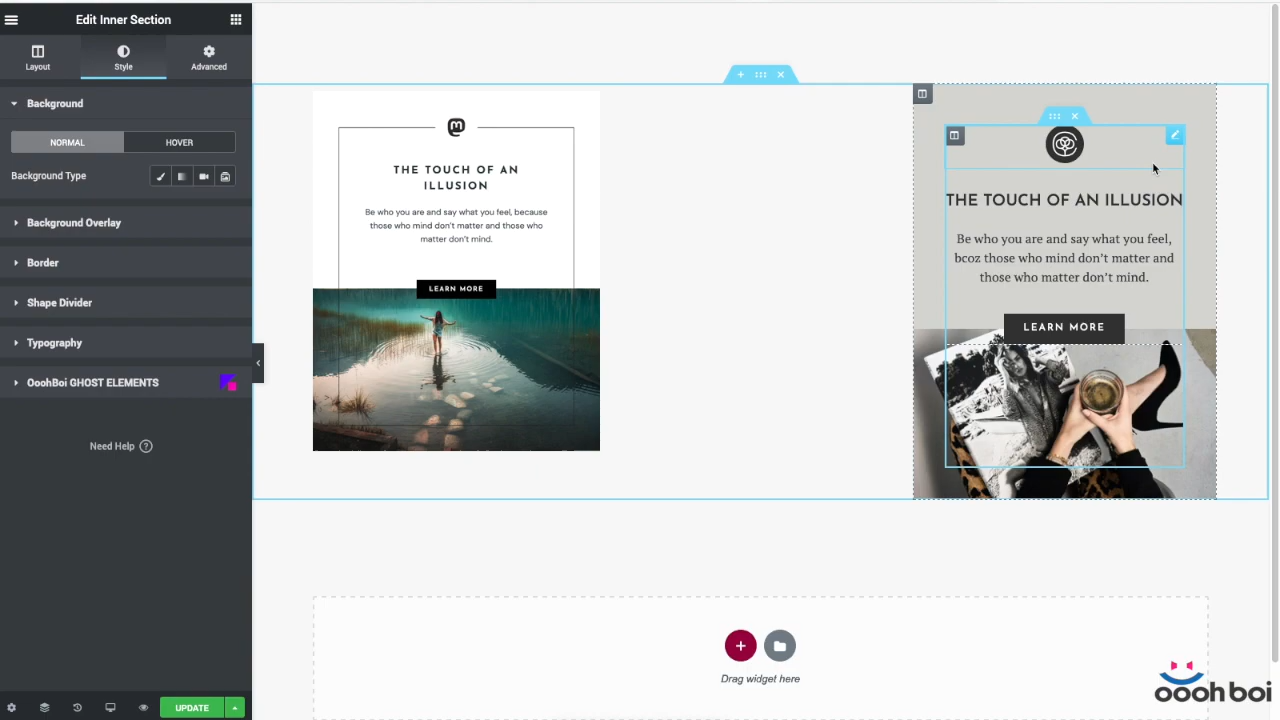 Edit Inner Section
Layout
Style
Advanced
Background
NORMAL
HOVER
Background Type
Background Overlay
Border
Shape Divider
Typography
OoohBoi GHOST ELEMENTS
Need Help ?
UPDATE
THE TOUCH OF AN
ILLUSION
Be who you are and say what you feel, because
those who mind don't matter and those who
matter don't mind.
LEARN MORE
THE TOUCH OF AN ILLUSION
Be who you are and say what you feel,
bcoz those who mind don't matter and
those who matter don't mind.
LEARN MORE
Drag widget here
oooh boi